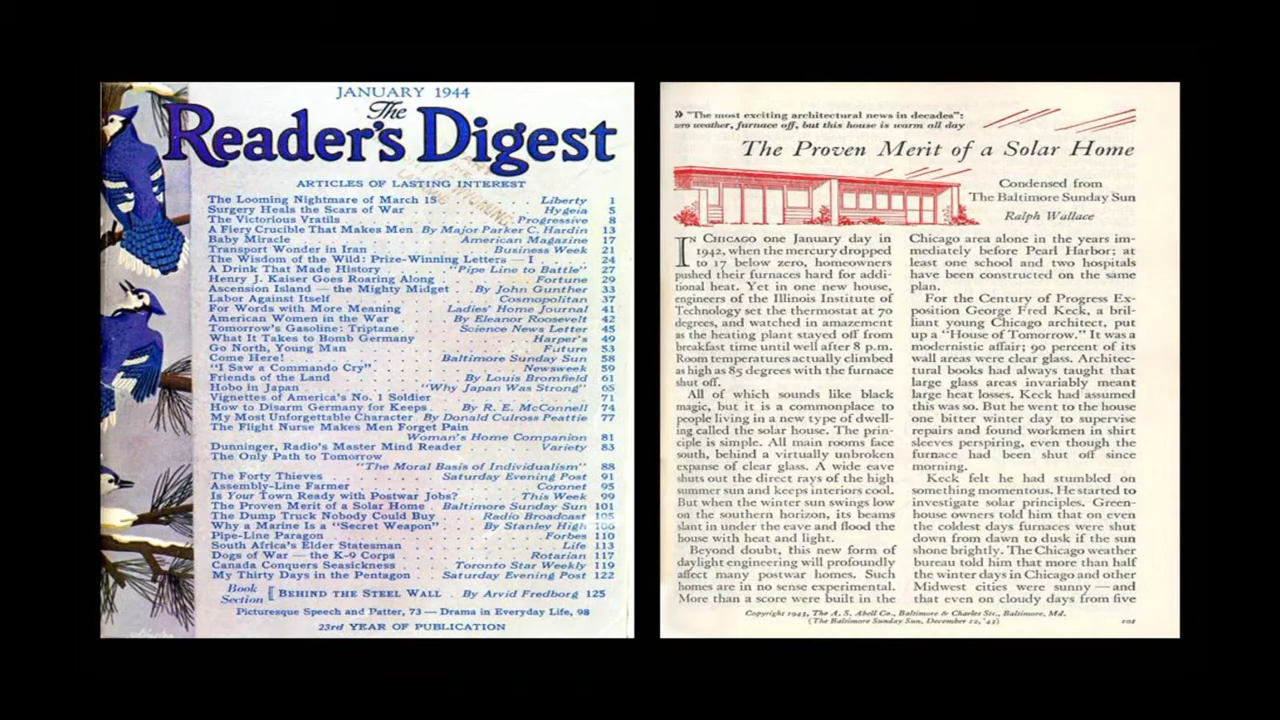 JANUARY 1944
The
Reader's Digest
ARTICLES OF LASTING INTEREST
The Looming Nightmare of March 15 . . . Liberty 1
Surgery Heals the Scars of War . . . Hygeia 5
The Victorious Vratils . . . Progressive 8
A Fiery Crucible That Makes Men . By Major Parker C. Hardin 13
Baby Miracle . . . American Magazine 17
Transport Wonder in Iran . . . Business Week 21
The Wisdom of the Wild: Prize-Winning Letters — I . . . 24
A Drink That Made History . . . "Pipe Line to Battle" 27
Henry J. Kaiser Goes Roaring Along . . . Fortune 29
Ascension Island — the Mighty Midget . . By John Gunther 33
Labor Against Itself . . . Cosmopolitan 37
For Words with More Meaning . . . Ladies' Home Journal 41
American Women in the War . . . By Eleanor Roosevelt 42
Tomorrow's Gasoline: Triptane . . . Science News Letter 45
What It Takes to Bomb Germany . . . Harper's 49
Go North, Young Man . . . Future 53
Come Here! . . . Baltimore Sunday Sun 58
"I Saw a Commando Cry" . . . Newsweek 59
Friends of the Land . . . By Louis Bromfield 61
Hobo in Japan . . . "Why Japan Was Strong" 65
Vignettes of America's No. 1 Soldier . . . 71
How to Disarm Germany for Keeps . . . By R. E. McConnell 74
My Most Unforgettable Character . By Donald Culross Peattie 77
The Flight Nurse Makes Men Forget Pain
Woman's Home Companion 81
Dunninger, Radio's Master Mind Reader . . . Variety 83
The Only Path to Tomorrow
"The Moral Basis of Individualism" 88
The Forty Thieves . . . Saturday Evening Post 91
Assembly-Line Farmer . . . Coronet 95
Is Your Town Ready with Postwar Jobs? . . . This Week 99
The Proven Merit of a Solar Home . Baltimore Sunday Sun 101
The Dump Truck Nobody Could Buy . . . Radio Broadcast 105
Why a Marine Is a "Secret Weapon" . . . By Stanley High 106
Pipe-Line Paragon . . . Forbes 110
South Africa's Elder Statesman . . . Life 113
Dogs of War — the K-9 Corps . . . Rotarian 117
Canada Conquers Seasickness . . . Toronto Star Weekly 119
My Thirty Days in the Pentagon . . . Saturday Evening Post 122
Book
Section
BEHIND THE STEEL WALL . By Arvid Fredborg 125
Picturesque Speech and Patter, 73 — Drama in Everyday Life, 98
23rd YEAR OF PUBLICATION
» "The most exciting architectural news in decades":
zero weather, furnace off, but this house is warm all day
The Proven Merit of a Solar Home
Condensed from
The Baltimore Sunday Sun
Ralph Wallace
IN CHICAGO one January day in
1942, when the mercury dropped
to 17 below zero, homeowners
pushed their furnaces hard for addi-
tional heat. Yet in one new house,
engineers of the Illinois Institute of
Technology set the thermostat at 70
degrees, and watched in amazement
as the heating plant stayed off from
breakfast time until well after 8 p.m.
Room temperatures actually climbed
as high as 85 degrees with the furnace
shut off.
All of which sounds like black
magic, but it is a commonplace to
people living in a new type of dwell-
ing called the solar house. The prin-
ciple is simple. All main rooms face
south, behind a virtually unbroken
expanse of clear glass. A wide eave
shuts out the direct rays of the high
summer sun and keeps interiors cool.
But when the winter sun swings low
on the southern horizon, its beams
slant in under the eave and flood the
house with heat and light.
Beyond doubt, this new form of
daylight engineering will profoundly
affect many postwar homes. Such
homes are in no sense experimental.
More than a score were built in the
Chicago area alone in the years im-
mediately before Pearl Harbor; at
least one school and two hospitals
have been constructed on the same
plan.
For the Century of Progress Ex-
position George Fred Keck, a bril-
liant young Chicago architect, put
up a "House of Tomorrow." It was a
modernistic affair; 90 percent of its
wall areas were clear glass. Architec-
tural books had always taught that
large glass areas invariably meant
large heat losses. Keck had assumed
this was so. But he went to the house
one bitter winter day to supervise
repairs and found workmen in shirt
sleeves perspiring, even though the
furnace had been shut off since
morning.
Keck felt he had stumbled on
something momentous. He started to
investigate solar principles. Green-
house owners told him that on even
the coldest days furnaces were shut
down from dawn to dusk if the sun
shone brightly. The Chicago weather
bureau told him that more than half
the winter days in Chicago and other
Midwest cities were sunny — and
that even on cloudy days from five
Copyright 1943, The A. S. Abell Co., Baltimore & Charles Sts., Baltimore, Md.
(The Baltimore Sunday Sun, December 12, '43)
101